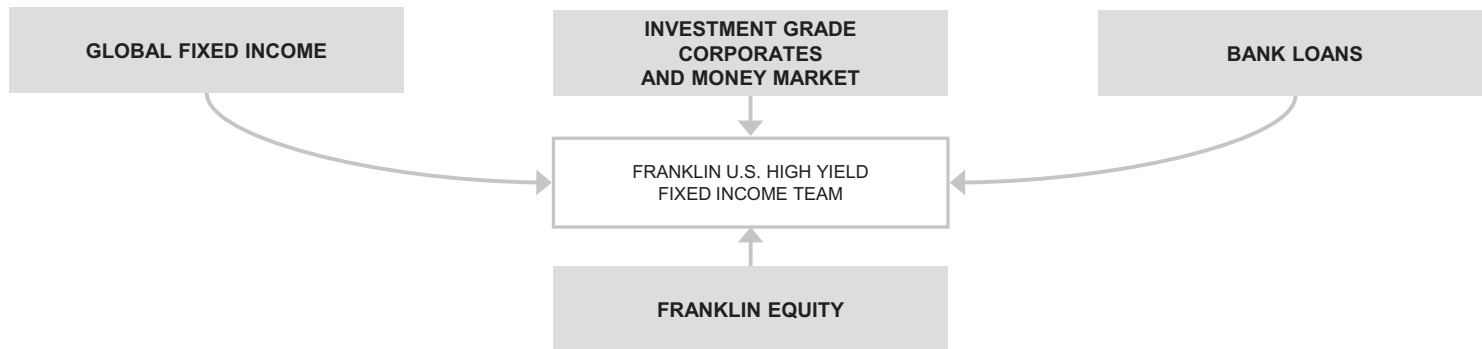 GLOBAL FIXED INCOME
INVESTMENT GRADE
CORPORATES
AND MONEY MARKET
BANK LOANS
FRANKLIN U.S. HIGH YIELD
FIXED INCOME TEAM
FRANKLIN EQUITY